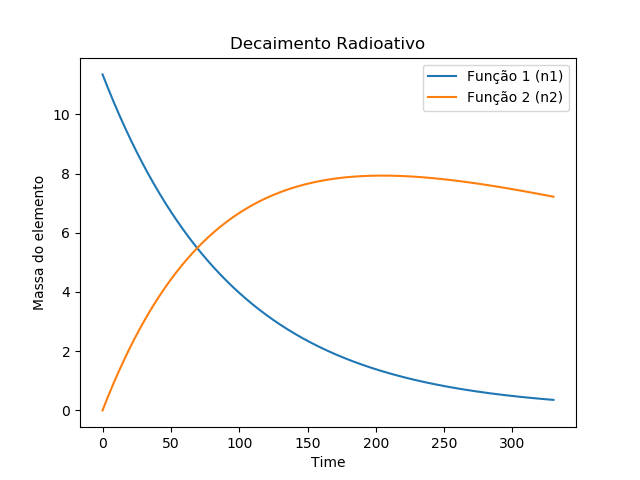 Decaimento Radioativo
Função 1 (n1)
Função 2 (n2)
Massa do elemento
10
8
6
4
2
0
0 50 100 150 200 250 300
Time